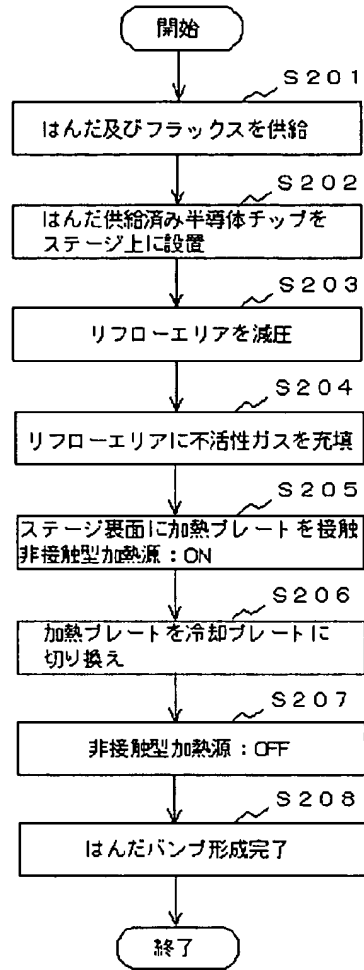 開始
S201
はんだ及びフラックスを供給
S202
はんだ供給済み半導体チップを
ステージ上に設置
S203
リフローエリアを減圧
S204
リフローエリアに不活性ガスを充填
S205
ステージ裏面に加熱プレートを接触
非接触型加熱源：ON
S206
加熱プレートを冷却プレートに
切り換え
S207
非接触型加熱源：OFF
S208
はんだバンプ形成完了
終了